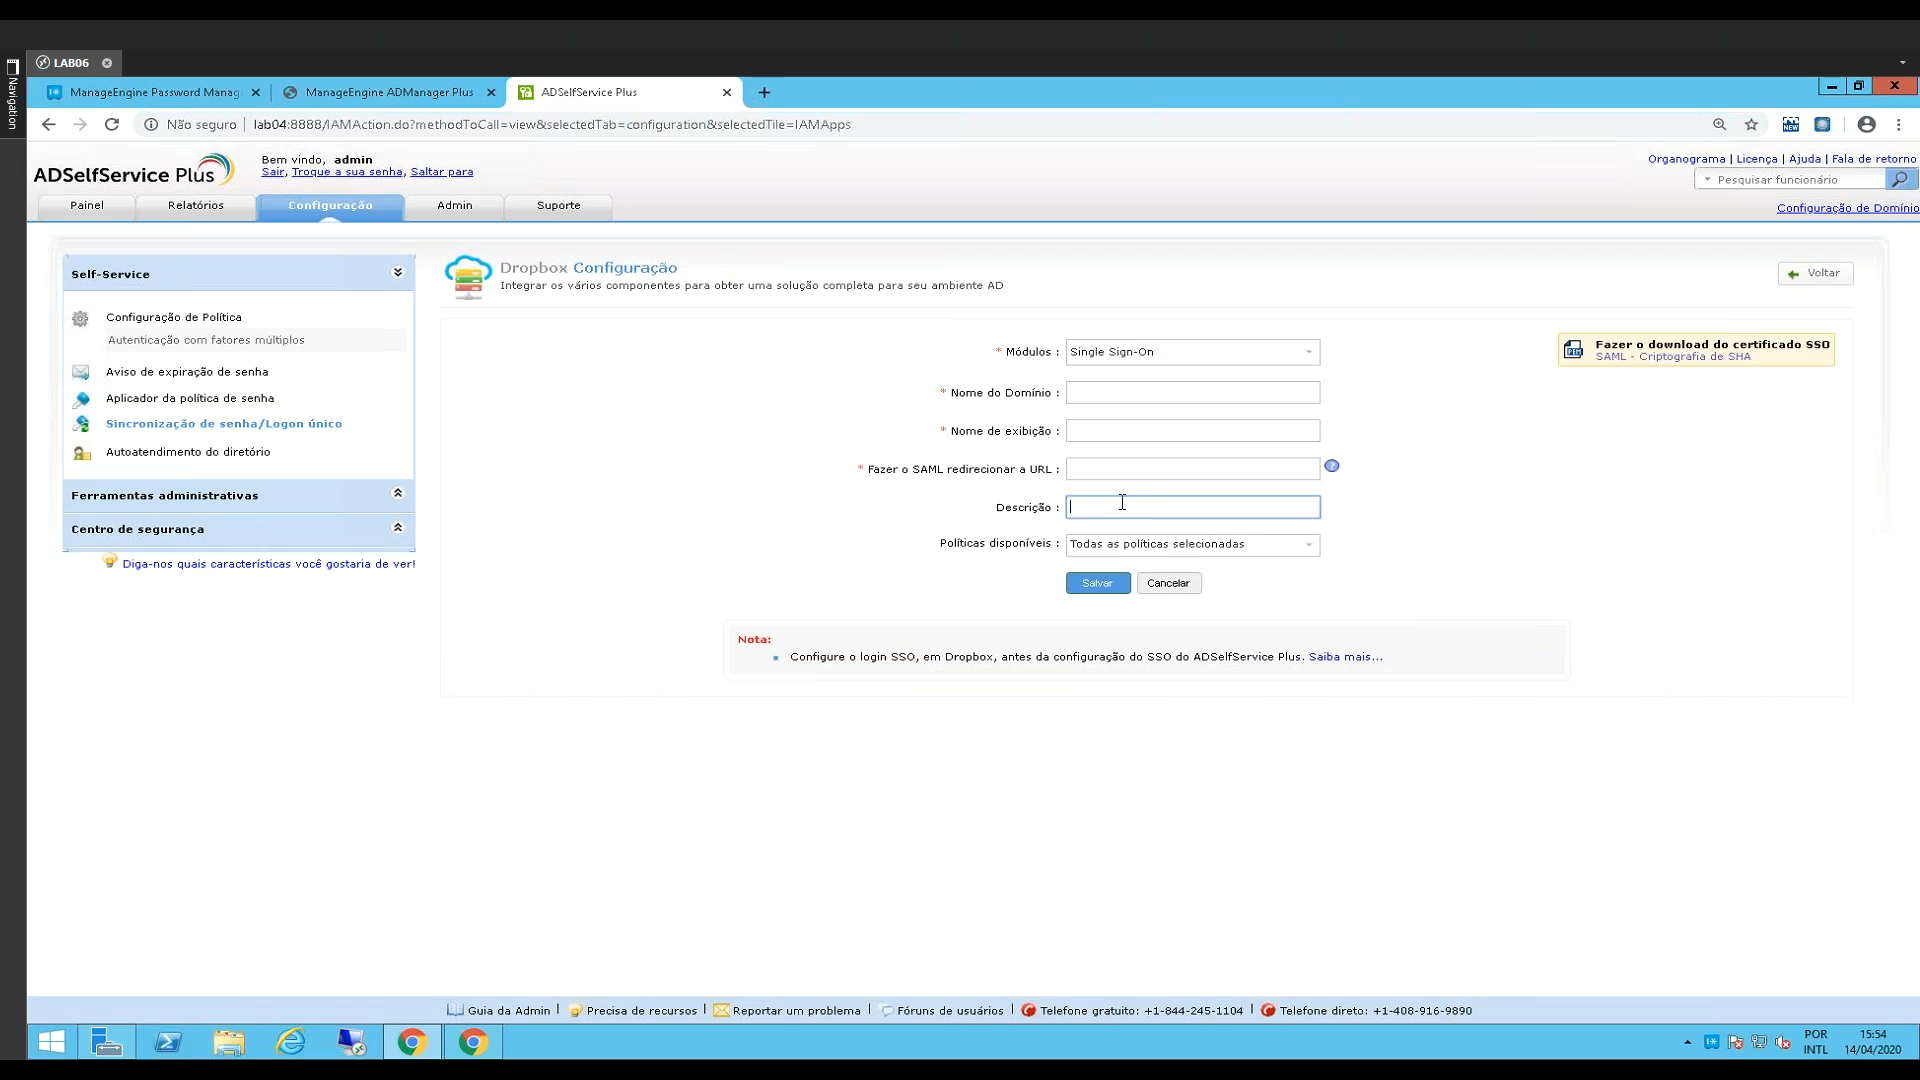 LAB06
Navigation
ManageEngine Password Manag
ManageEngine ADManager Plus
ADSelfService Plus
Não seguro
lab04:8888/IAMAction.do?methodToCall=view&selectedTab=configuration&selectedTile=IAMApps
NEW
ADSelfService Plus
Bem vindo, admin
Sair, Troque a sua senha, Saltar para
Organograma | Licença | Ajuda | Fala de retorno
Pesquisar funcionário
Painel
Relatórios
Configuração
Admin
Suporte
Configuração de Domínio
Self-Service
Configuração de Política
Autenticação com fatores múltiplos
Aviso de expiração de senha
Aplicador da política de senha
Sincronização de senha/Logon único
Autoatendimento do diretório
Ferramentas administrativas
Centro de segurança
Diga-nos quais características você gostaria de ver!
Dropbox Configuração
Integrar os vários componentes para obter uma solução completa para seu ambiente AD
Voltar
* Módulos : Single Sign-On
* Nome do Domínio :
* Nome de exibição :
* Fazer o SAML redirecionar a URL :
Descrição :
Políticas disponíveis : Todas as políticas selecionadas
Salvar
Cancelar
Fazer o download do certificado SSO
SAML - Criptografia de SHA
Nota:
Configure o login SSO, em Dropbox, antes da configuração do SSO do ADSelfService Plus. Saiba mais...
Guia da Admin | Precisa de recursos | Reportar um problema | Fóruns de usuários | Telefone gratuito: +1-844-245-1104 | Telefone direto: +1-408-916-9890
POR
INTL
15:54
14/04/2020